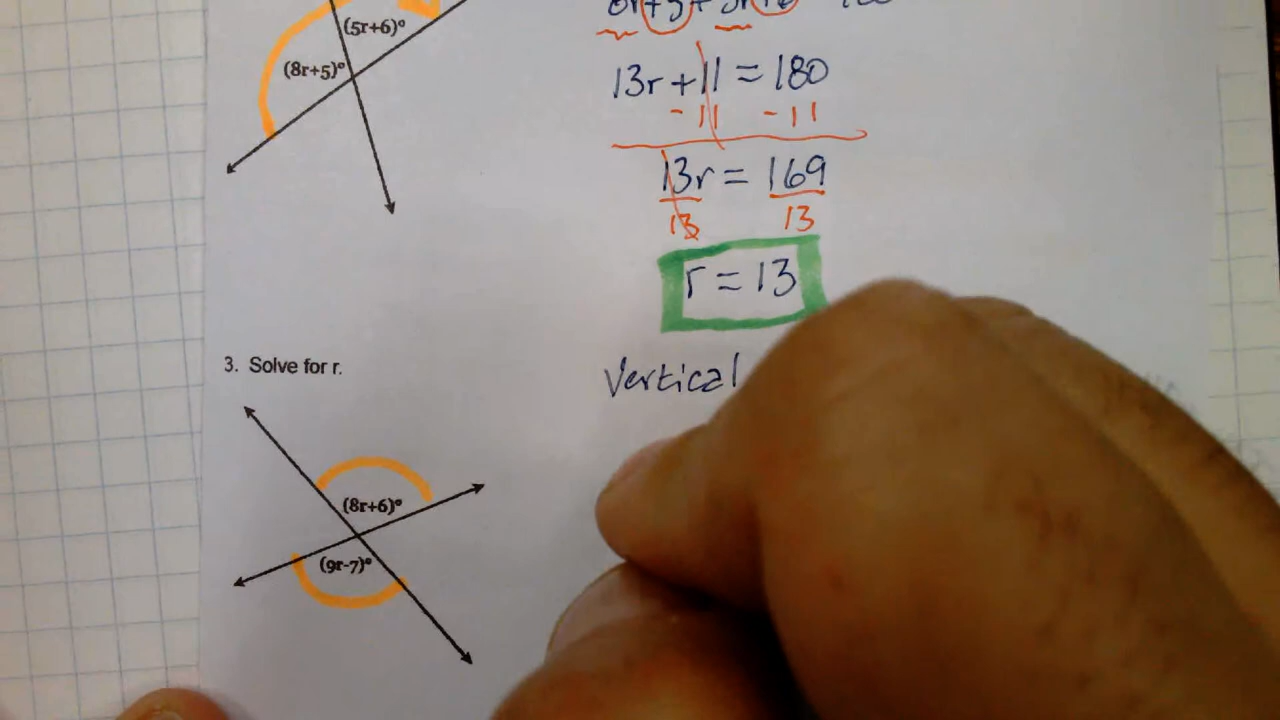 (5r+6)°
(8r+5)°
13r + 11 = 180
- 11 - 11
13r = 169
13 13
r = 13
3. Solve for r.
Vertical
(8r+6)°
(9r-7)°